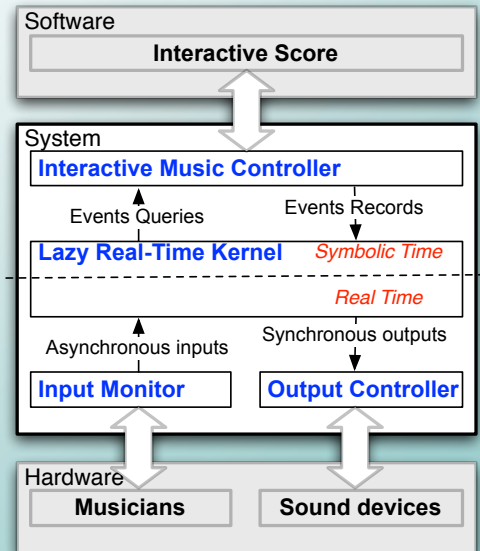 Software
Interactive Score
System
Interactive Music Controller
Events Queries
Events Records
Lazy Real-Time Kernel
Symbolic Time
Real Time
Asynchronous inputs
Synchronous outputs
Input Monitor
Output Controller
Hardware
Musicians
Sound devices